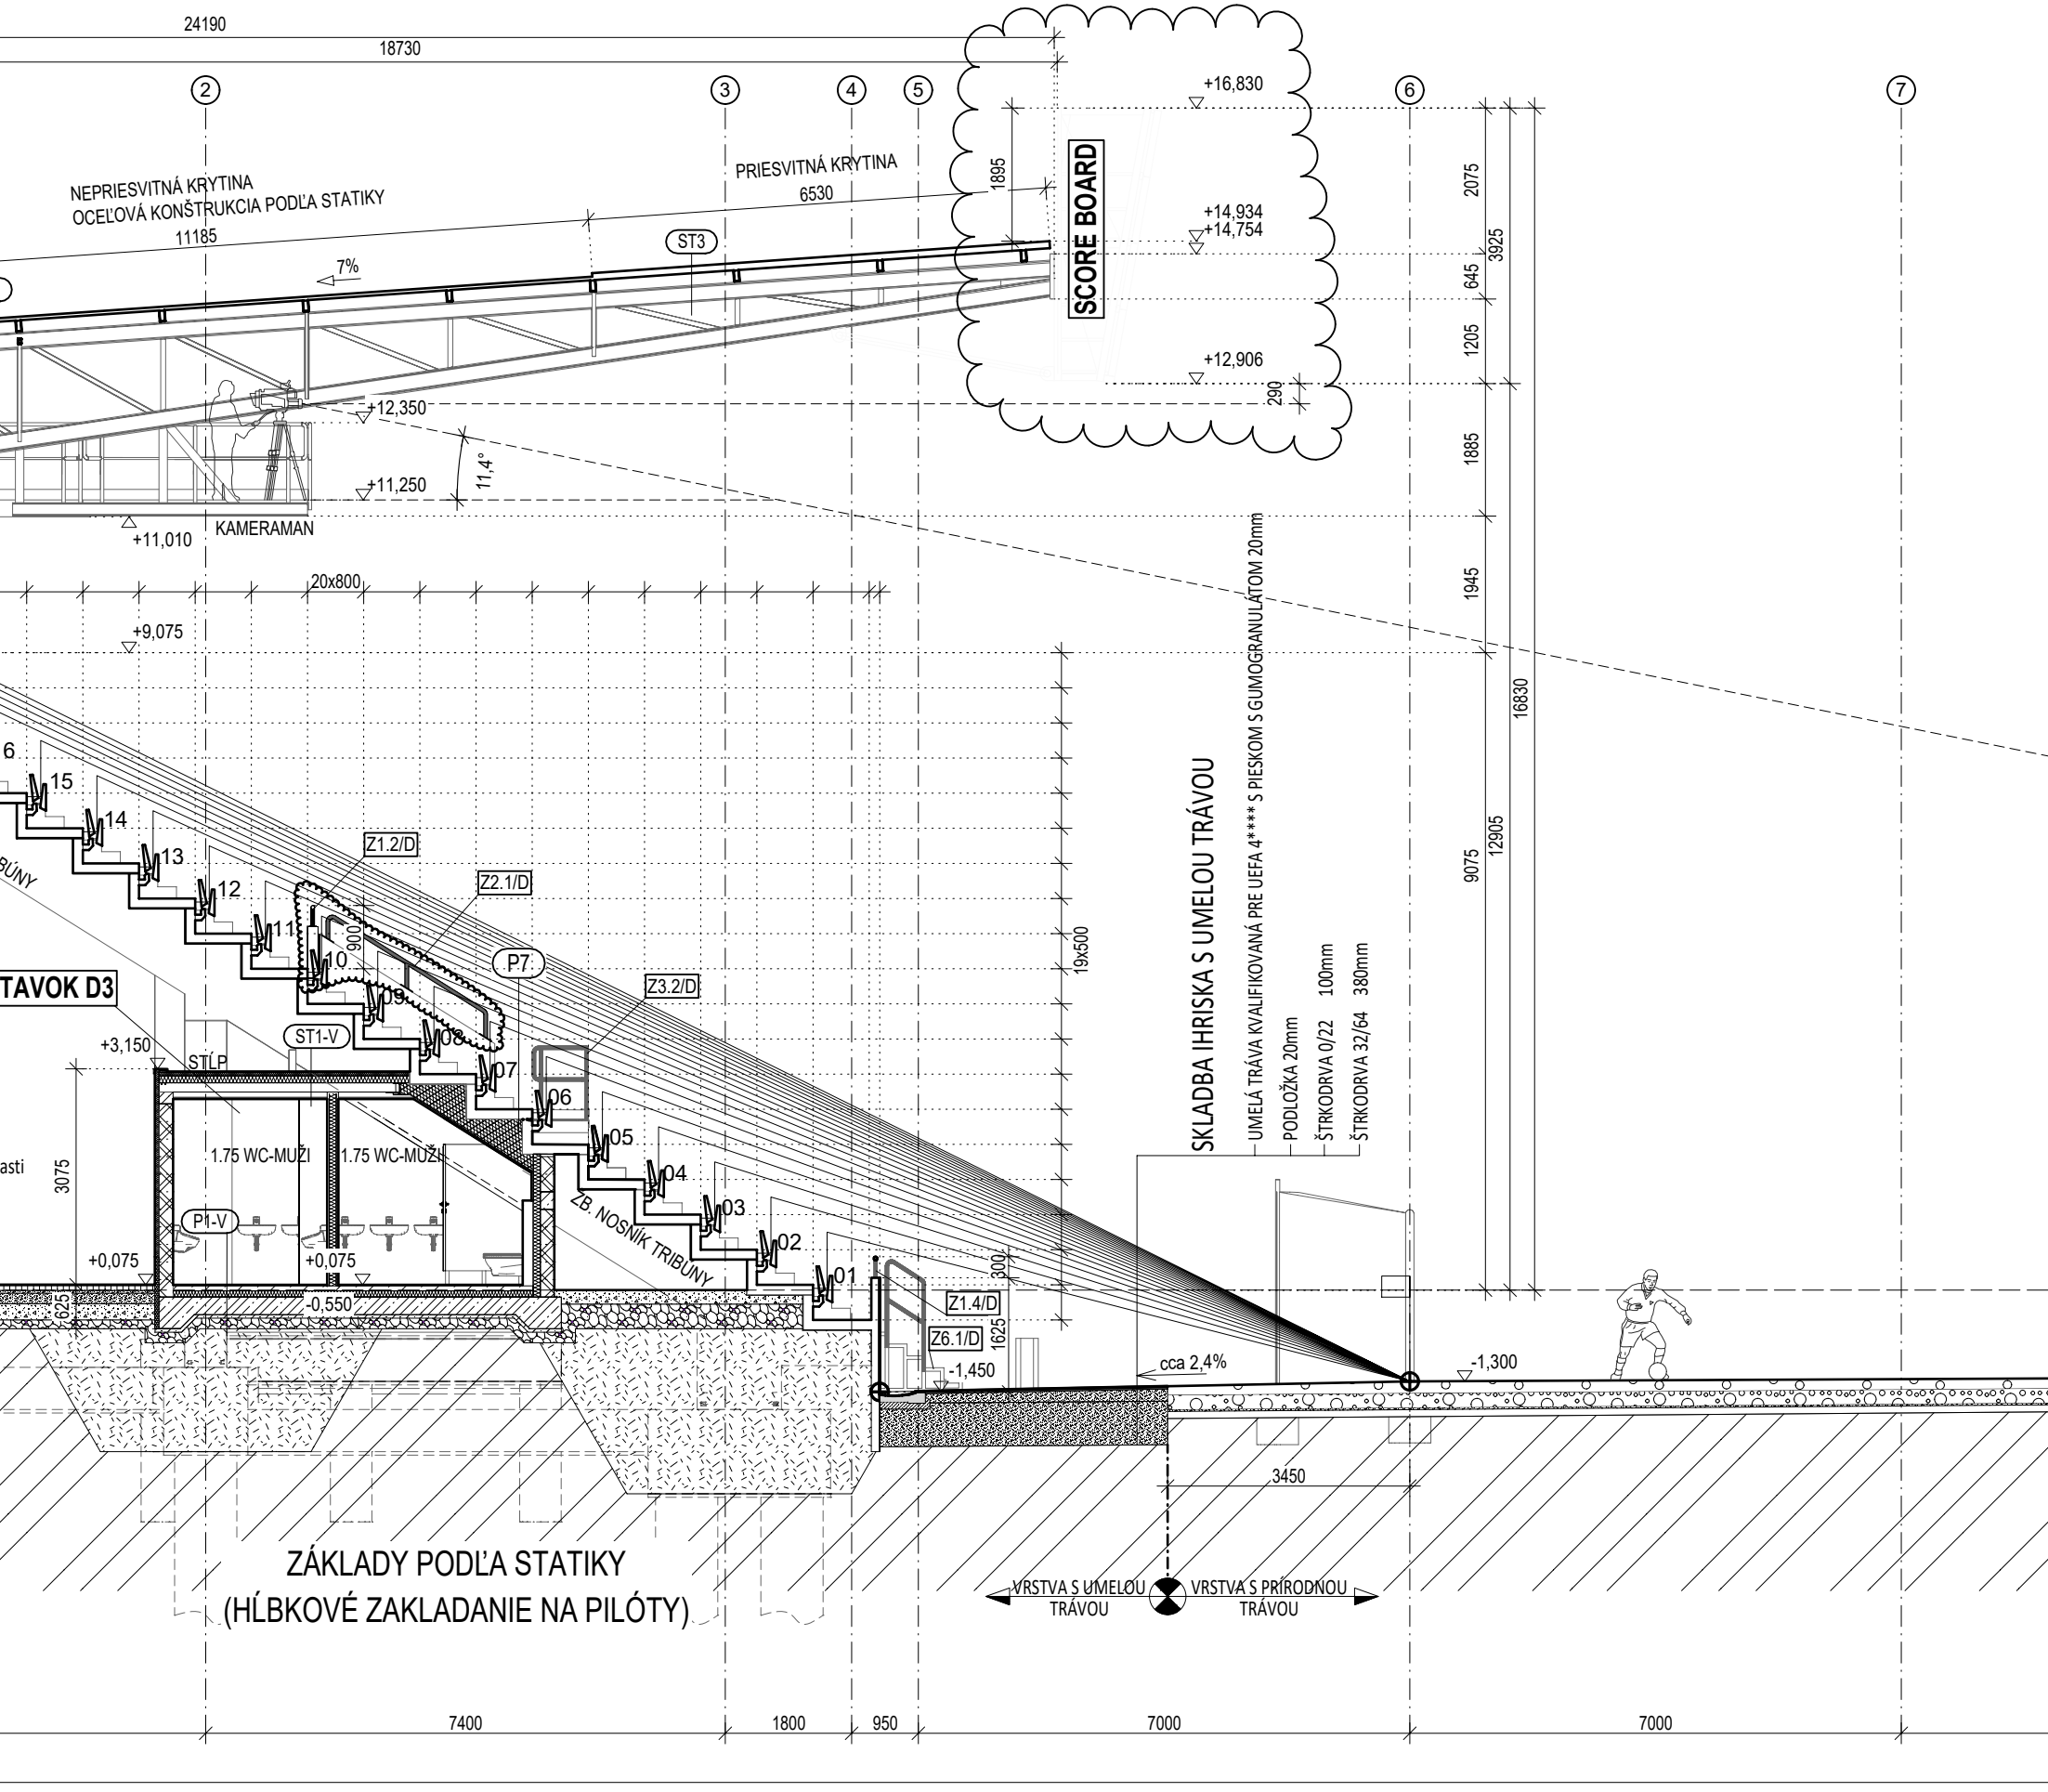 24190
18730
2
3
4
5
6
7
+16,830
NEPRIESVITNÁ KRYTINA
OCEĽOVÁ KONŠTRUKCIA PODĽA STATIKY
11185
PRIESVITNÁ KRYTINA
6530
1895
SCORE BOARD
2075
3925
+14,934
+14,754
ST3
7%
645
1205
+12,906
290
+12,350
11,4°
+11,250
1885
KAMERAMAN
+11,010
20x800
1945
+9,075
16830
12905
9075
19x500
6
15
14
13
12
11
10
09
08
07
06
05
04
03
02
01
BÚNY
Z1.2/D
Z2.1/D
900
P7
Z3.2/D
TAVOK D3
ST1-V
+3,150
STĹP
SKLADBA IHRISKA S UMELOU TRÁVOU
UMELÁ TRÁVA KVALIFIKOVANÁ PRE UEFA 4**** S PIESKOM S GUMOGRANULÁTOM 20mm
PODLOŽKA 20mm
ŠTRKODRVA 0/22 100mm
ŠTRKODRVA 32/64 380mm
asti
3075
1.75 WC-MUŽI
1.75 WC-MUŽI
P1-V
ŽB. NOSNÍK TRIBÚNY
+0,075
+0,075
625
-0,550
300
Z1.4/D
1625
Z6.1/D
-1,450
cca 2,4%
-1,300
3450
ZÁKLADY PODĽA STATIKY
(HĹBKOVÉ ZAKLADANIE NA PILÓTY)
VRSTVA S UMELOU
TRÁVOU
VRSTVA S PRÍRODNOU
TRÁVOU
7400
1800
950
7000
7000